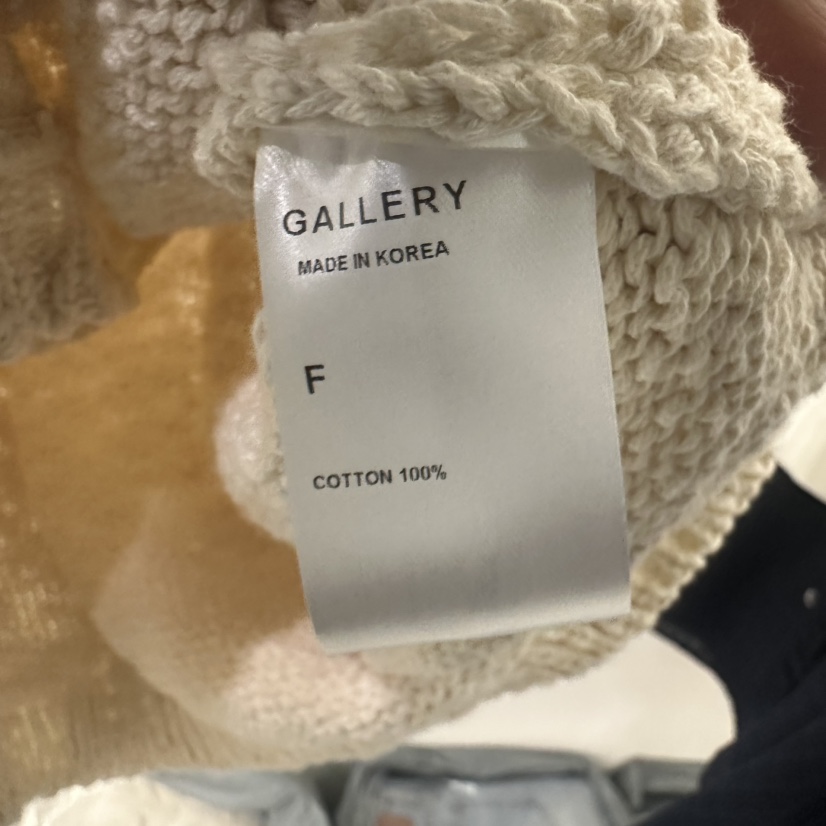 GALLERY
MADE IN KOREA
F
COTTON 100%